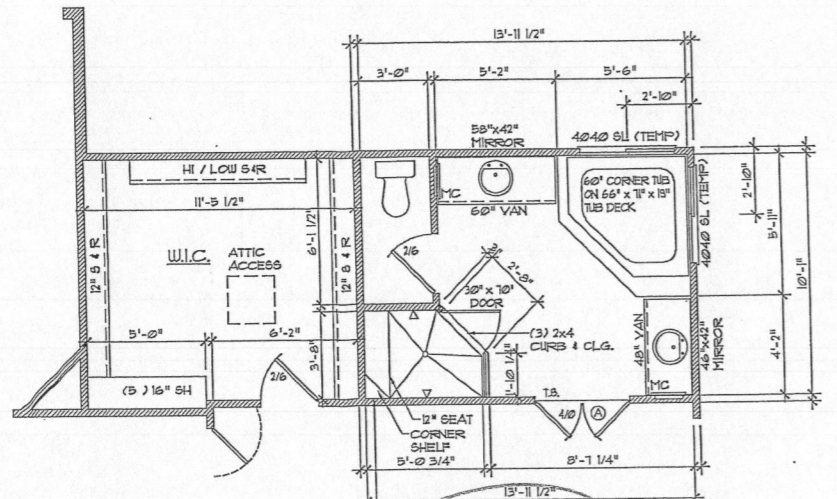 13'-11 1/2"
3'-0"
5'-2"
5'-6"
2'-10"
58"x42"
MIRROR
4040 SL (TEMP)
HI / LOW S&R
MC
60" VAN
60" CORNER TUB
ON 66" x 71" x 15"
TUB DECK
4040 SL (TEMP)
2'-10"
5'-11"
10'-1"
11'-5 1/2"
6'-1 1/2"
12" S & R
W.I.C.
ATTIC
ACCESS
12" S & R
2/6
30" x 70"
DOOR
5'-0"
6'-2"
3'-8"
(3) 2x4
CURB & CLG.
48" VAN
46"x42"
MIRROR
4'-2"
1'-10 1/4"
(5) 16" SH
2/6
MC
T.B.
4/0
A
12" SEAT
CORNER
SHELF
5'-0 3/4"
8'-7 1/4"
13'-11 1/2"